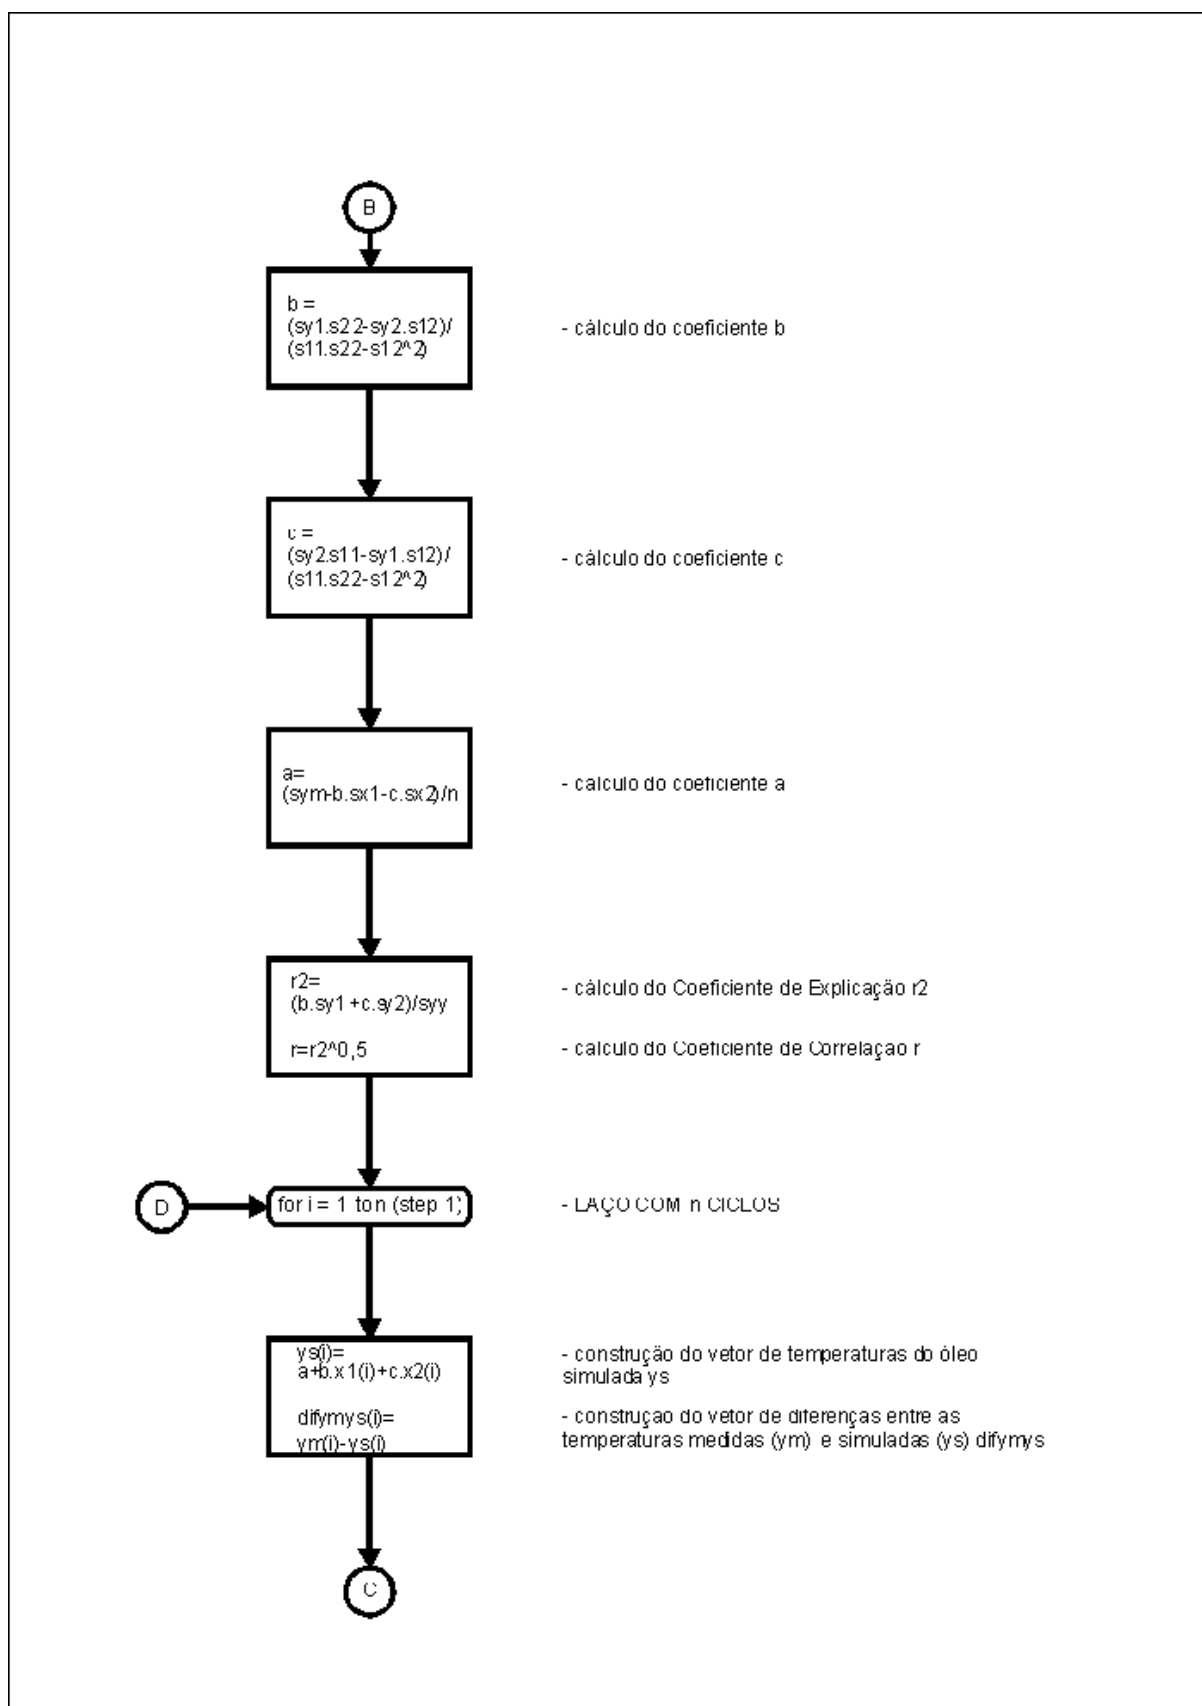 B
b =
(sy1.s22-sy2.s12)/
(s11.s22-s12^2)
- cálculo do coeficiente b
c =
(sy2.s11-sy1.s12)/
(s11.s22-s12^2)
- cálculo do coeficiente c
a=
(sym-b.sx1-c.sx2)/n
- cálculo do coeficiente a
r2=
(b.sy1+c.sy2)/syy
- cálculo do Coeficiente de Explicação r2
r=r2^0,5
- cálculo do Coeficiente de Correlação r
D
for i = 1 to n (step 1)
- LAÇO COM n CICLOS
ys(i)=
a+b.x1(i)+c.x2(i)
- construção do vetor de temperaturas do óleo
simulada ys
difymys(i)=
ym(i)-ys(i)
- construção do vetor de diferenças entre as
temperaturas medidas (ym) e simuladas (ys) difymys
C